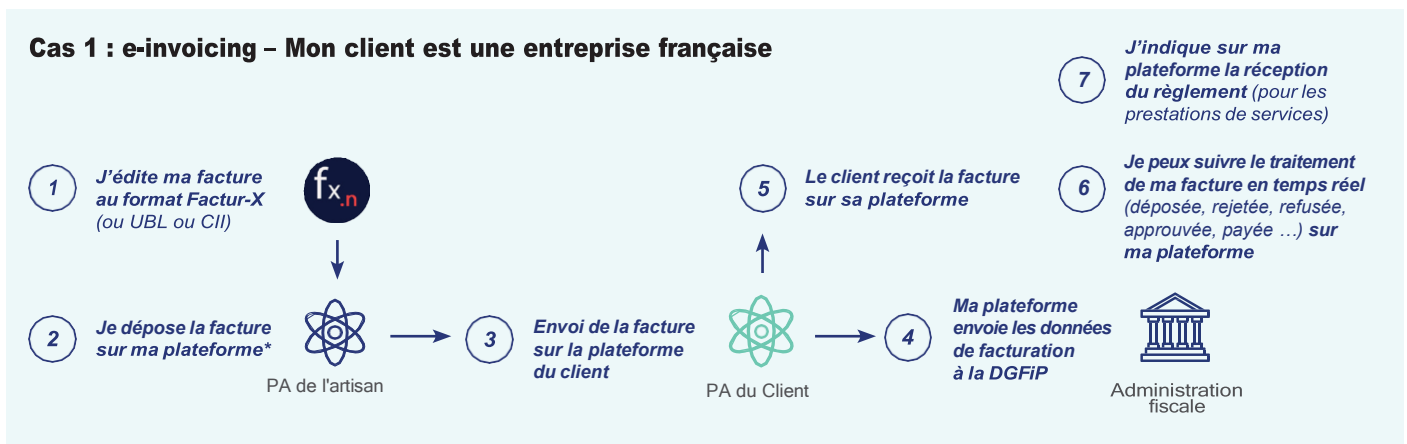 Cas 1 : e-invoicing – Mon client est une entreprise française
1
J’édite ma facture
au format Factur-X
(ou UBL ou CII)
fx.n
2
Je dépose la facture
sur ma plateforme*
PA de l'artisan
3
Envoi de la facture
sur la plateforme
du client
PA du Client
4
Ma plateforme
envoie les données
de facturation
à la DGFiP
Administration
fiscale
5
Le client reçoit la facture
sur sa plateforme
6
Je peux suivre le traitement
de ma facture en temps réel
(déposée, rejetée, refusée,
approuvée, payée …) sur
ma plateforme
7
J’indique sur ma
plateforme la réception
du règlement (pour les
prestations de services)